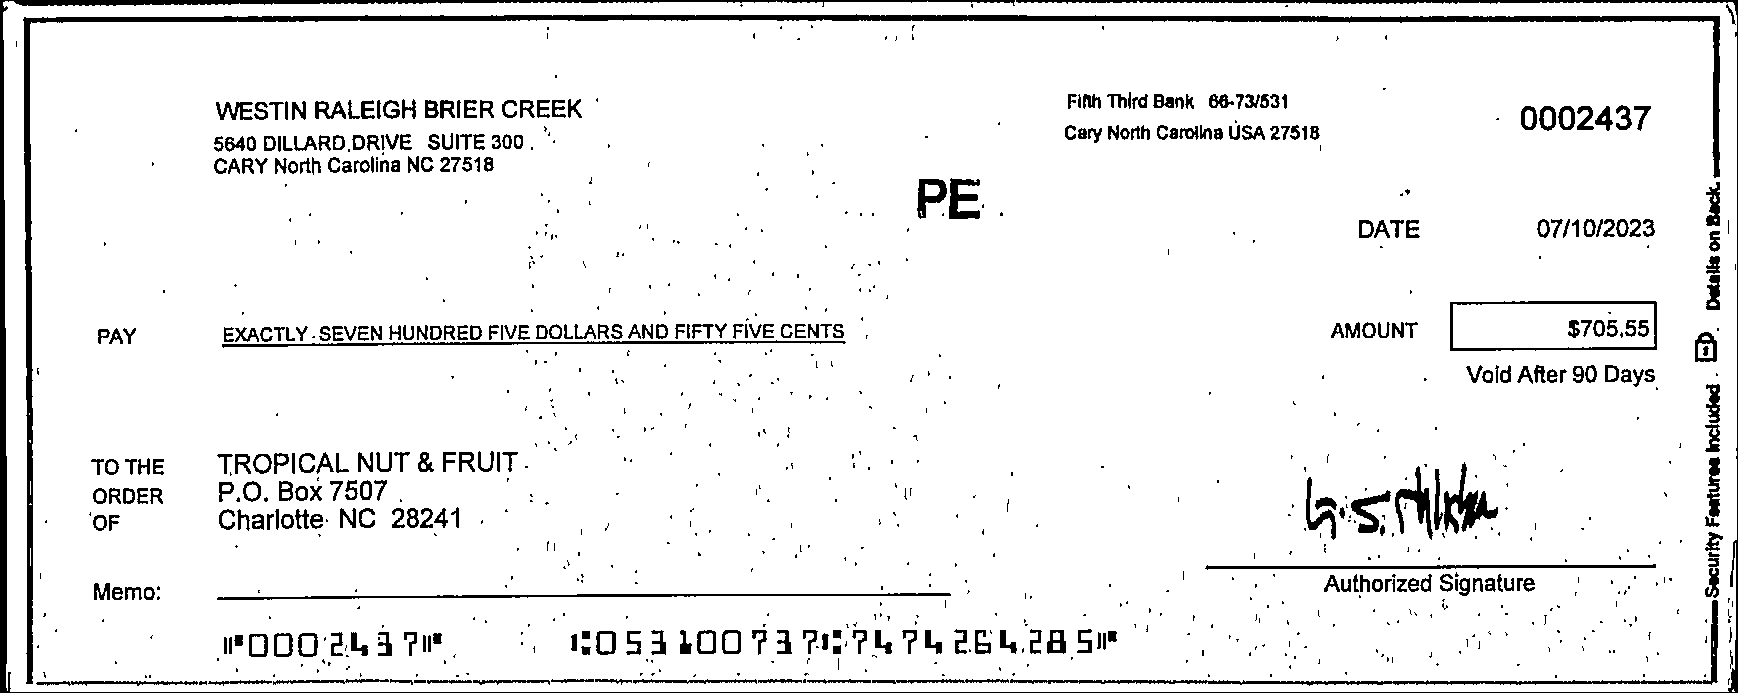 WESTIN RALEIGH BRIER CREEK
5640 DILLARD DRIVE SUITE 300
CARY North Carolina NC 27518
Fifth Third Bank 66-73/531
Cary North Carolina USA 27518
0002437
PE
DATE 07/10/2023
PAY EXACTLY SEVEN HUNDRED FIVE DOLLARS AND FIFTY FIVE CENTS
AMOUNT $705.55
Void After 90 Days
TO THE ORDER OF
TROPICAL NUT & FRUIT
P.O. Box 7507
Charlotte NC 28241
Memo:
Authorized Signature
⑈0002437⑈ ⑆053100737⑆7474264285⑈
Security Features Included. Details on Back.